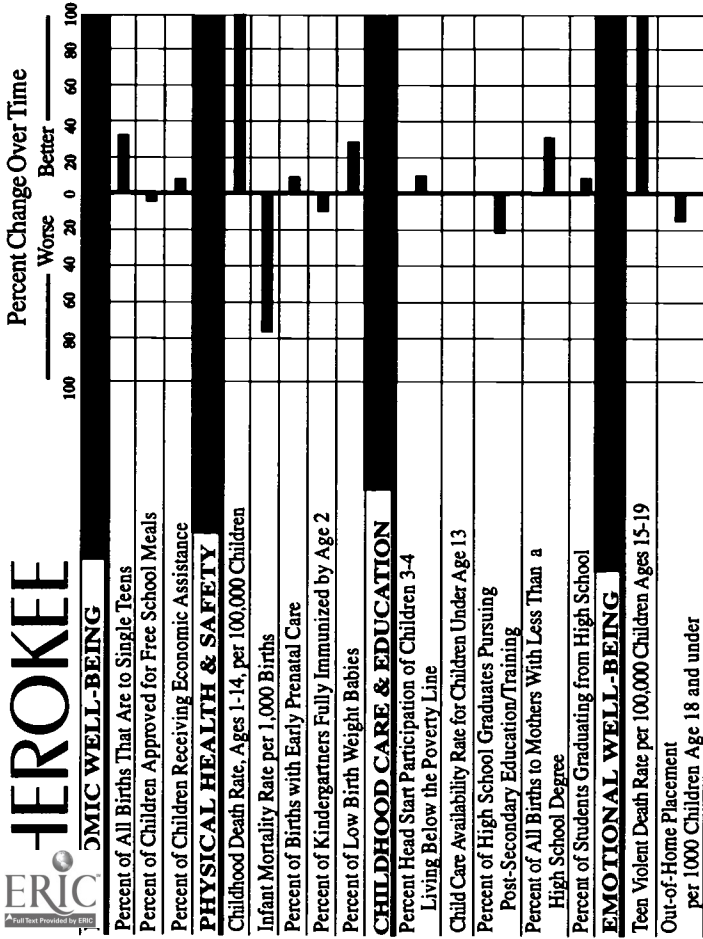 HEROKEE
Percent Change Over Time
Worse Better
100 80 60 40 20 0 20 40 60 80 100
OMIC WELL-BEING
Percent of All Births That Are to Single Teens
Percent of Children Approved for Free School Meals
Percent of Children Receiving Economic Assistance
PHYSICAL HEALTH & SAFETY
Childhood Death Rate, Ages 1-14, per 100,000 Children
Infant Mortality Rate per 1,000 Births
Percent of Births with Early Prenatal Care
Percent of Kindergartners Fully Immunized by Age 2
Percent of Low Birth Weight Babies
CHILDHOOD CARE & EDUCATION
Percent Head Start Participation of Children 3-4
Living Below the Poverty Line
Child Care Availability Rate for Children Under Age 13
Percent of High School Graduates Pursuing
Post-Secondary Education/Training
Percent of All Births to Mothers With Less Than a
High School Degree
Percent of Students Graduating from High School
EMOTIONAL WELL-BEING
Teen Violent Death Rate per 100,000 Children Ages 15-19
Out-of-Home Placement
per 1000 Children Age 18 and under
ERIC
Full Text Provided by ERIC